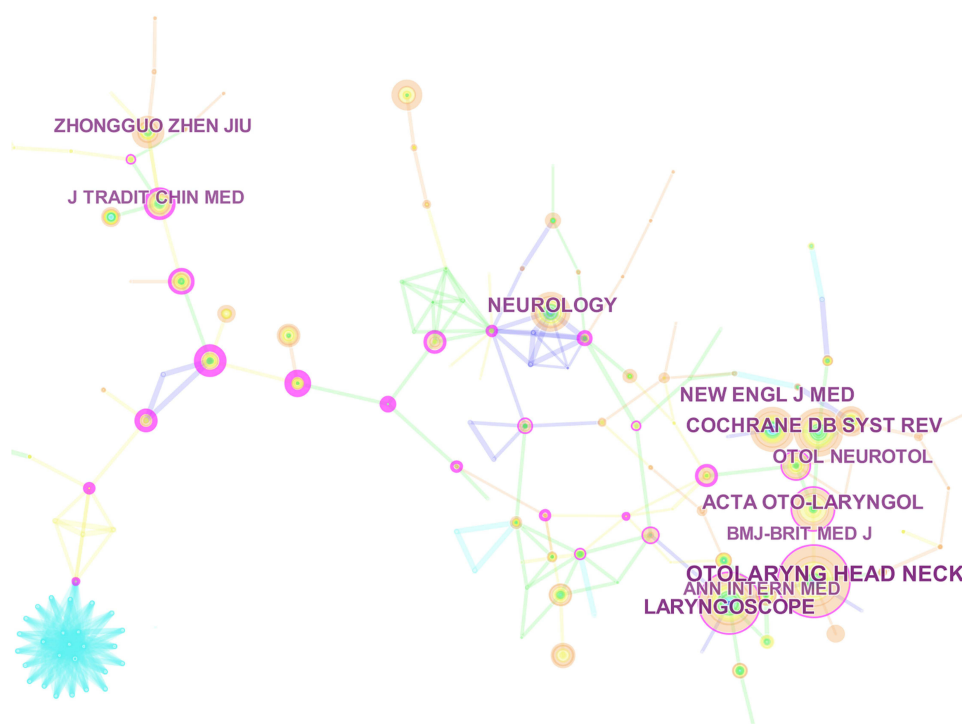 ZHONGGUO ZHEN JIU
J TRADIT CHIN MED
NEUROLOGY
NEW ENGL J MED
COCHRANE DB SYST REV
OTOL NEUROTOL
ACTA OTO-LARYNGOL
BMJ-BRIT MED J
OTOLARYNG HEAD NECK
ANN INTERN MED
LARYNGOSCOPE